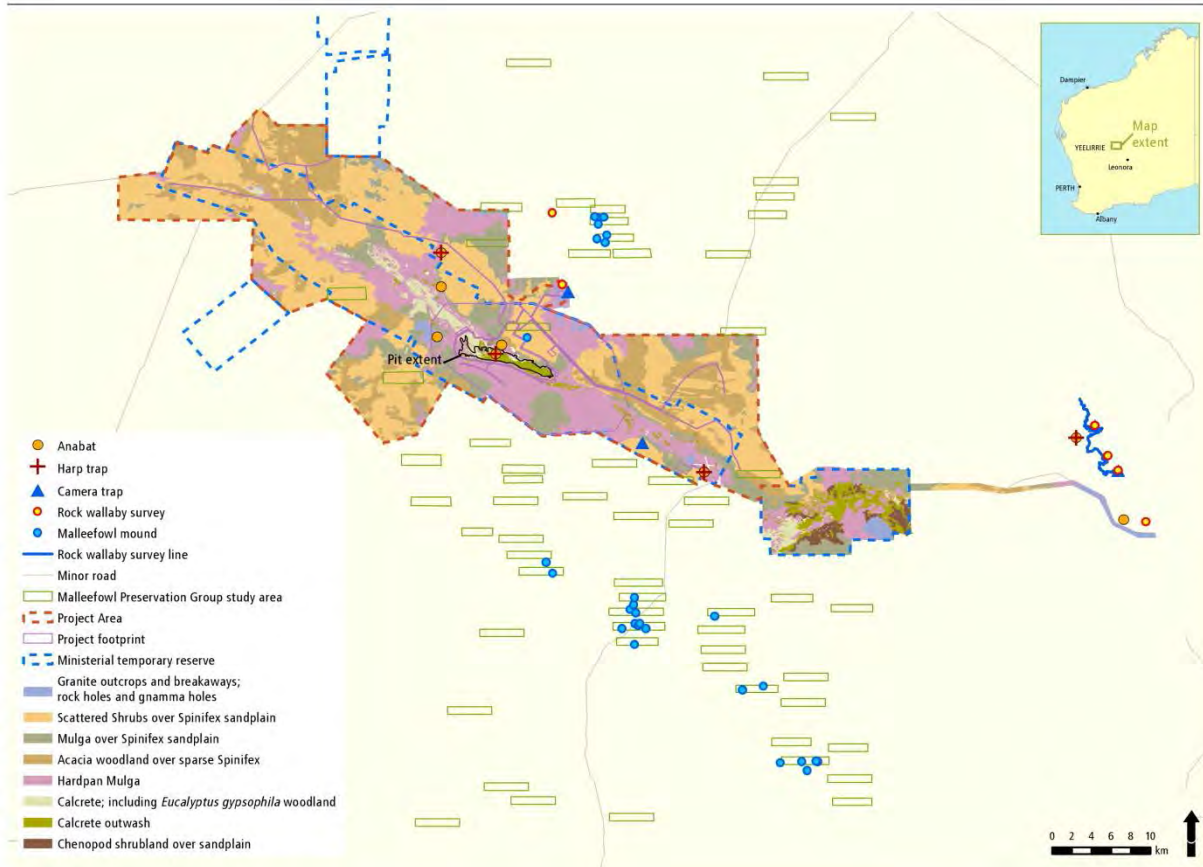 Dampier
YEELIRRIE
Map
extent
Leonora
PERTH
Albany
Pit extent
Anabat
Harp trap
Camera trap
Rock wallaby survey
Malleefowl mound
Rock wallaby survey line
Minor road
Malleefowl Preservation Group study area
Project Area
Project footprint
Ministerial temporary reserve
Granite outcrops and breakaways;
rock holes and gnamma holes
Scattered Shrubs over Spinifex sandplain
Mulga over Spinifex sandplain
Acacia woodland over sparse Spinifex
Hardpan Mulga
Calcrete; including Eucalyptus gypsophila woodland
Calcrete outwash
Chenopod shrubland over sandplain
0 2 4 6 8 10
km